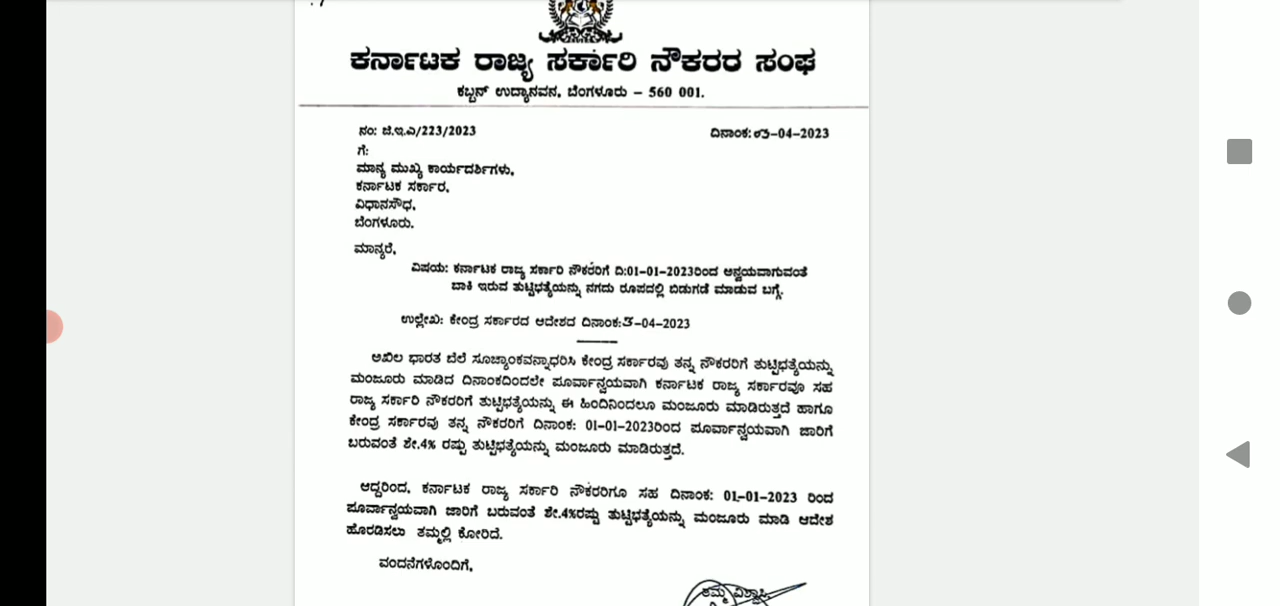 ಕರ್ನಾಟಕ ರಾಜ್ಯ ಸರ್ಕಾರಿ ನೌಕರರ ಸಂಘ
ಕಬ್ಬನ್ ಉದ್ಯಾನವನ, ಬೆಂಗಳೂರು – 560 001.
ನಂ: ಜಿ.ಇ.ಎ/223/2023 ದಿನಾಂಕ: ೦೨-04-2023
ಗೆ:
ಮಾನ್ಯ ಮುಖ್ಯ ಕಾರ್ಯದರ್ಶಿಗಳು,
ಕರ್ನಾಟಕ ಸರ್ಕಾರ,
ವಿಧಾನಸೌಧ,
ಬೆಂಗಳೂರು.
ಮಾನ್ಯರೆ,
ವಿಷಯ: ಕರ್ನಾಟಕ ರಾಜ್ಯ ಸರ್ಕಾರಿ ನೌಕರರಿಗೆ ದಿ:01-01-2023ರಿಂದ ಅನ್ವಯವಾಗುವಂತೆ
ಬಾಕಿ ಇರುವ ತುಟ್ಟಿಭತ್ಯೆಯನ್ನು ನಗದು ರೂಪದಲ್ಲಿ ಬಿಡುಗಡೆ ಮಾಡುವ ಬಗ್ಗೆ.
ಉಲ್ಲೇಖ: ಕೇಂದ್ರ ಸರ್ಕಾರದ ಆದೇಶದ ದಿನಾಂಕ:3-04-2023
ಅಖಿಲ ಭಾರತ ಬೆಲೆ ಸೂಚ್ಯಾಂಕವನ್ನಾಧರಿಸಿ ಕೇಂದ್ರ ಸರ್ಕಾರವು ತನ್ನ ನೌಕರರಿಗೆ ತುಟ್ಟಿಭತ್ಯೆಯನ್ನು
ಮಂಜೂರು ಮಾಡಿದ ದಿನಾಂಕದಿಂದಲೇ ಪೂರ್ವಾನ್ವಯವಾಗಿ ಕರ್ನಾಟಕ ರಾಜ್ಯ ಸರ್ಕಾರವೂ ಸಹ
ರಾಜ್ಯ ಸರ್ಕಾರಿ ನೌಕರರಿಗೆ ತುಟ್ಟಿಭತ್ಯೆಯನ್ನು ಈ ಹಿಂದಿನಿಂದಲೂ ಮಂಜೂರು ಮಾಡಿರುತ್ತದೆ ಹಾಗೂ
ಕೇಂದ್ರ ಸರ್ಕಾರವು ತನ್ನ ನೌಕರರಿಗೆ ದಿನಾಂಕ: 01-01-2023ರಿಂದ ಪೂರ್ವಾನ್ವಯವಾಗಿ ಜಾರಿಗೆ
ಬರುವಂತೆ ಶೇ.4% ರಷ್ಟು ತುಟ್ಟಿಭತ್ಯೆಯನ್ನು ಮಂಜೂರು ಮಾಡಿರುತ್ತದೆ.
ಆದ್ದರಿಂದ, ಕರ್ನಾಟಕ ರಾಜ್ಯ ಸರ್ಕಾರಿ ನೌಕರರಿಗೂ ಸಹ ದಿನಾಂಕ: 01-01-2023 ರಿಂದ
ಪೂರ್ವಾನ್ವಯವಾಗಿ ಜಾರಿಗೆ ಬರುವಂತೆ ಶೇ.4%ರಷ್ಟು ತುಟ್ಟಿಭತ್ಯೆಯನ್ನು ಮಂಜೂರು ಮಾಡಿ ಆದೇಶ
ಹೊರಡಿಸಲು ತಮ್ಮಲ್ಲಿ ಕೋರಿದೆ.
ವಂದನೆಗಳೊಂದಿಗೆ,
ತಮ್ಮ ವಿಶ್ವಾಸಿ